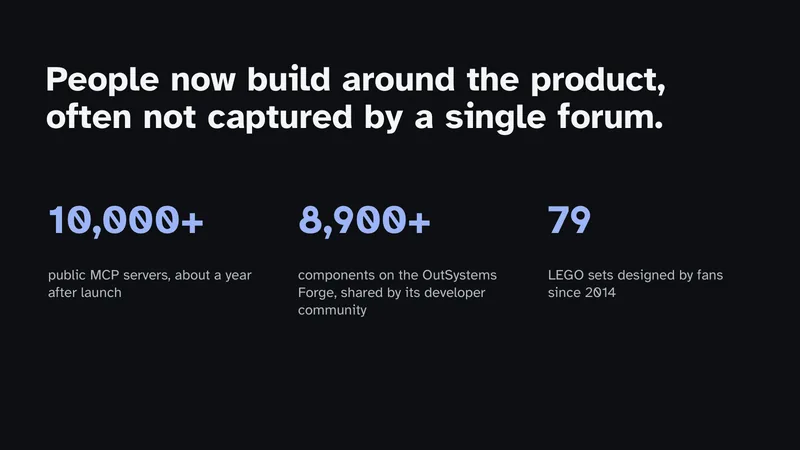 People now build around the product,
often not captured by a single forum.
10,000+
public MCP servers, about a year
after launch
8,900+
components on the OutSystems
Forge, shared by its developer
community
79
LEGO sets designed by fans
since 2014